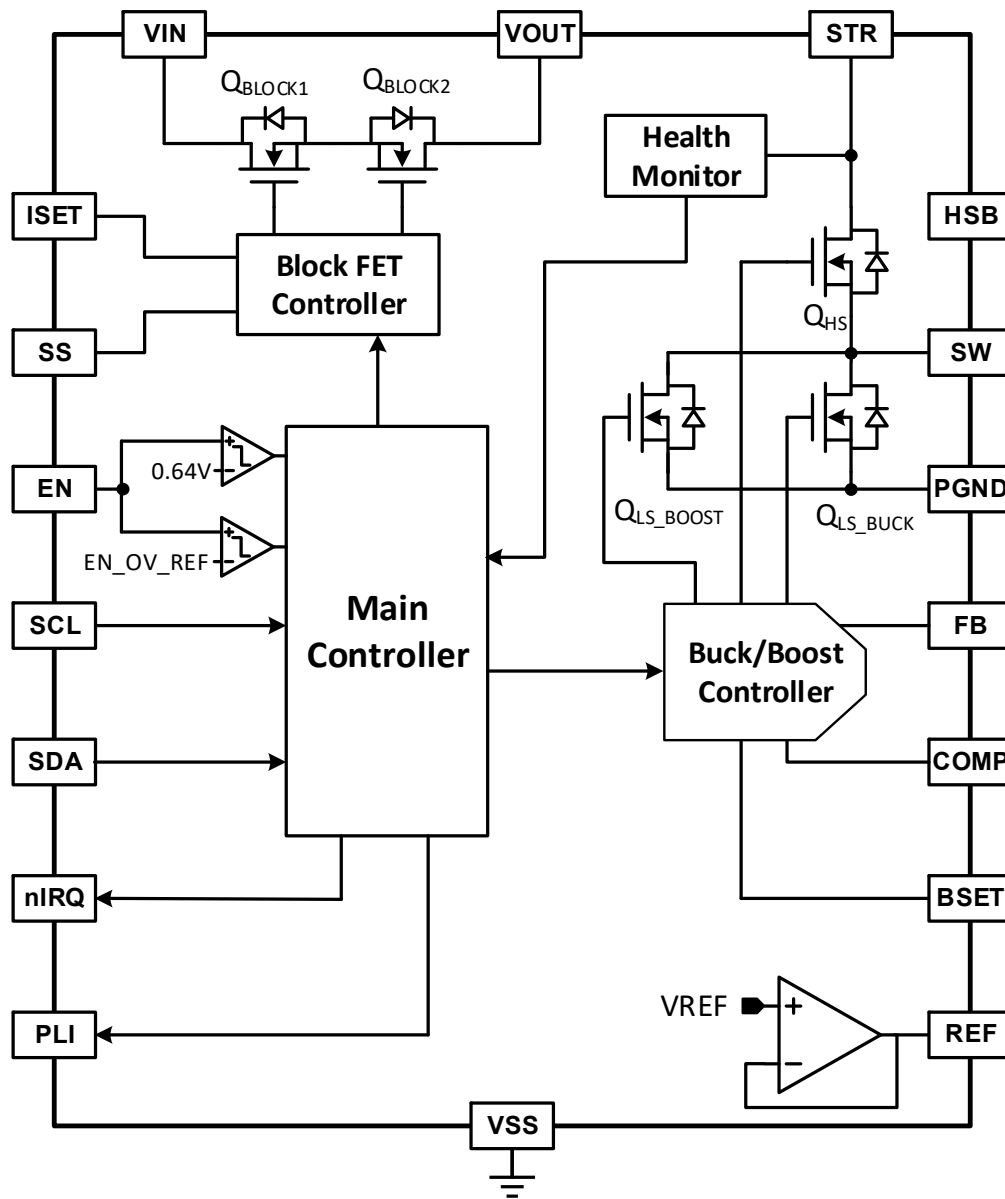 VIN
VOUT
STR
QBLOCK1
QBLOCK2
Health
Monitor
ISET
HSB
Block FET
Controller
QHS
SS
SW
EN
0.64V
PGND
QLS_BOOST
QLS_BUCK
EN_OV_REF
SCL
Main
Controller
FB
Buck/Boost
Controller
SDA
COMP
nIRQ
BSET
VREF
+
−
PLI
REF
VSS